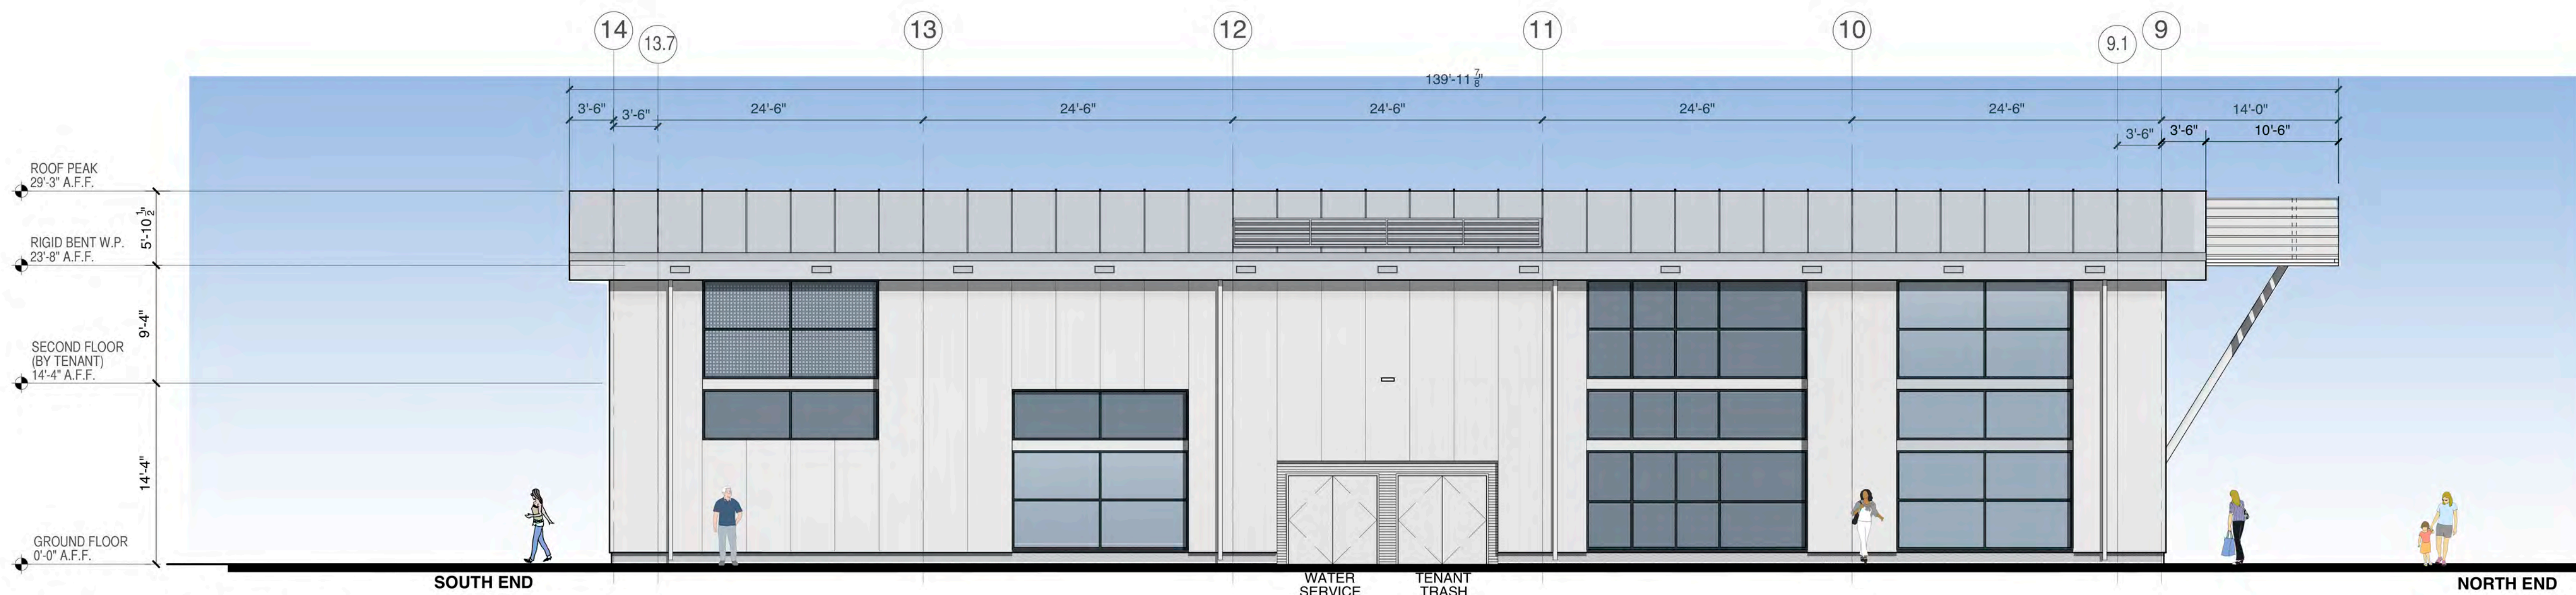 14
13.7
13
12
11
10
9.1
9
139'-11 7/8"
3'-6"
3'-6"
24'-6"
24'-6"
24'-6"
24'-6"
24'-6"
14'-0"
3'-6"
3'-6"
10'-6"
ROOF PEAK
29'-3" A.F.F.
5'-10 1/2"
RIGID BENT W.P.
23'-8" A.F.F.
9'-4"
SECOND FLOOR
(BY TENANT)
14'-4" A.F.F.
14'-4"
GROUND FLOOR
0'-0" A.F.F.
SOUTH END
WATER
SERVICE
TENANT
TRASH
NORTH END